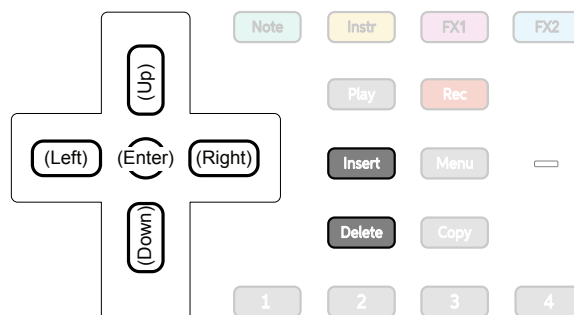 Note Instr FX1 FX2
(Up)
Play Rec
(Left) (Enter) (Right)
Insert Menu
(Down)
Delete Copy
1 2 3 4